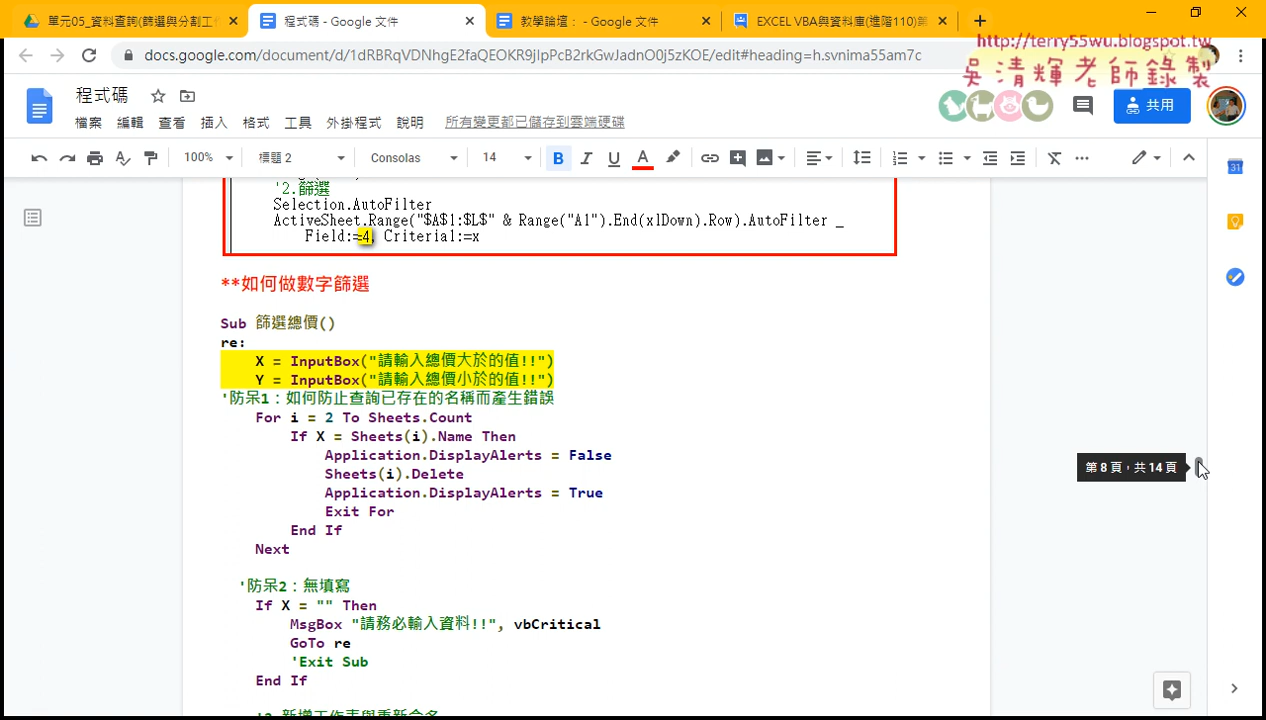 單元05_資料查詢(篩選與分割工作
程式碼 - Google 文件
教學論壇： - Google 文件
EXCEL VBA與資料庫(進階110)第
docs.google.com/document/d/1dRBRqVDNhgE2faQEOKR9jIpPcB2rkGwJadnO0j5zKOE/edit#heading=h.svnima55am7c
http://terry55wu.blogspot.tw
吳清輝老師錄製
程式碼
檔案 編輯 查看 插入 格式 工具 外掛程式 說明 所有變更都已儲存到雲端硬碟
共用
100% 標題 2 Consolas 14 B I U A
31
'2.篩選
Selection.AutoFilter
ActiveSheet.Range("$A$1:$L$" & Range("A1").End(xlDown).Row).AutoFilter _
Field:=4, Criteria1:=x
**如何做數字篩選
Sub 篩選總價()
re:
X = InputBox("請輸入總價大於的值!!")
Y = InputBox("請輸入總價小於的值!!")
'防呆1：如何防止查詢已存在的名稱而產生錯誤
For i = 2 To Sheets.Count
If X = Sheets(i).Name Then
Application.DisplayAlerts = False
Sheets(i).Delete
Application.DisplayAlerts = True
Exit For
End If
Next
第 8 頁，共 14 頁
'防呆2：無填寫
If X = "" Then
MsgBox "請務必輸入資料!!", vbCritical
GoTo re
'Exit Sub
End If